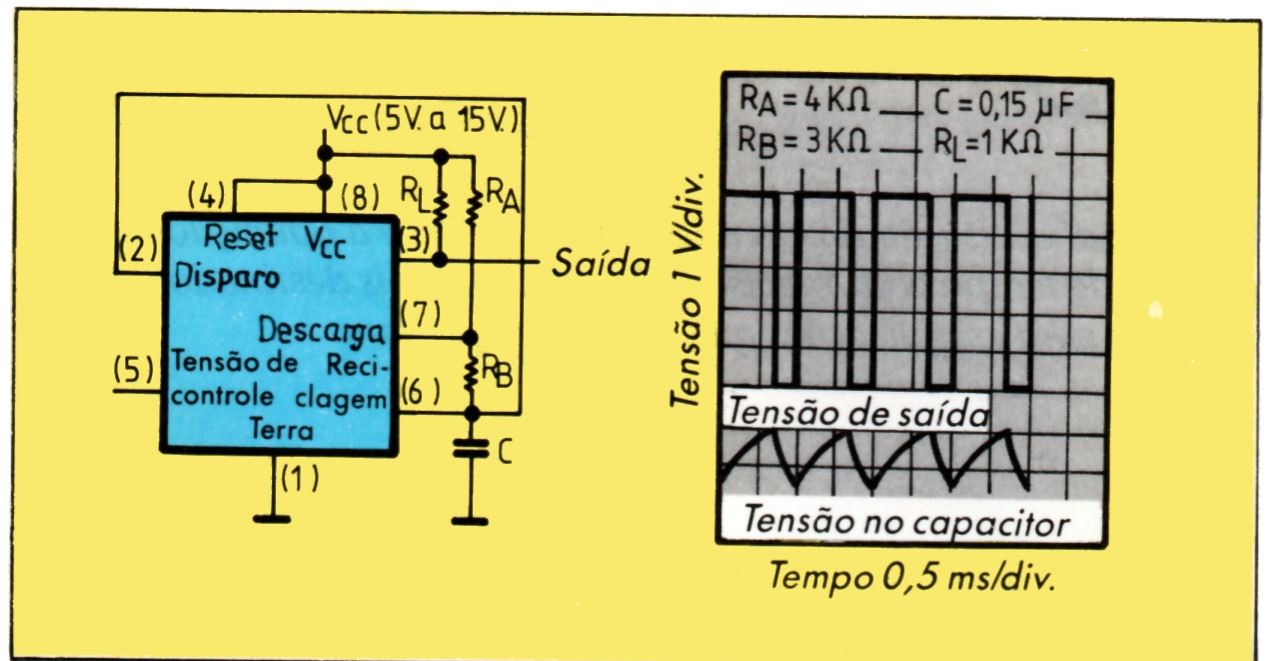 Vcc (5V. a 15V.)
(4)
(8)
RL
RA
(2)
Reset Vcc
(3)
Disparo
Saída
Descarga
(7)
(5)
Tensão de Reci-
controle clagem
(6)
RB
Terra
C
(1)
RA = 4 KΩ C = 0,15 µF
RB = 3 KΩ RL = 1 KΩ
Tensão 1 V/div.
Tensão de saída
Tensão no capacitor
Tempo 0,5 ms/div.